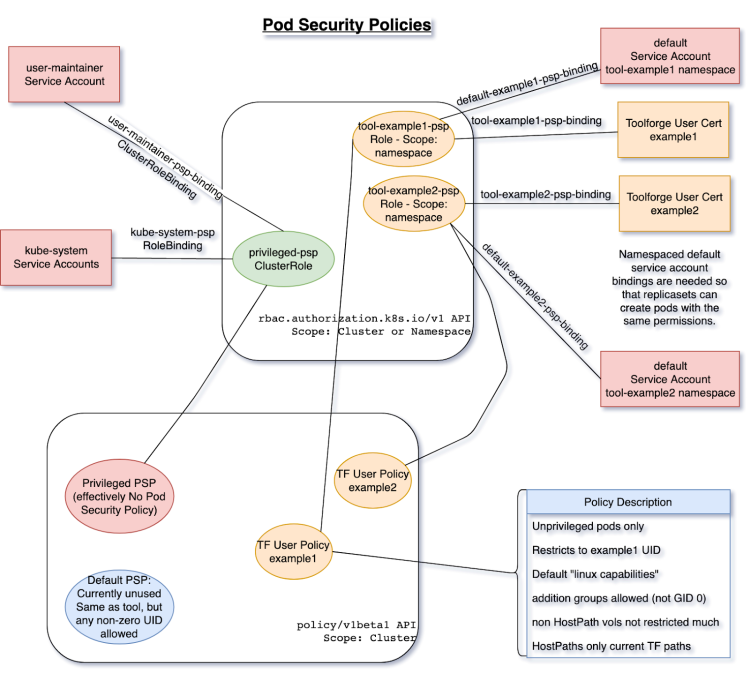 Pod Security Policies
user-maintainer
Service Account
default
Service Account
tool-example1 namespace
default-example1-psp-binding
user-maintainer-psp-binding
ClusterRoleBinding
tool-example1-psp
Role - Scope:
namespace
tool-example1-psp-binding
Toolforge User Cert
example1
tool-example2-psp
Role - Scope:
namespace
tool-example2-psp-binding
Toolforge User Cert
example2
kube-system
Service Accounts
kube-system-psp
RoleBinding
privileged-psp
ClusterRole
default-example2-psp-binding
Namespaced default
service account
bindings are needed so
that replicasets can
create pods with the
same permissions.
rbac.authorization.k8s.io/v1 API
Scope: Cluster or Namespace
default
Service Account
tool-example2 namespace
Privileged PSP
(effectively No Pod
Security Policy)
TF User Policy
example2
TF User Policy
example1
Default PSP:
Currently unused
Same as tool, but
any non-zero UID
allowed
policy/v1beta1 API
Scope: Cluster
Policy Description
Unprivileged pods only
Restricts to example1 UID
Default "linux capabilities"
addition groups allowed (not GID 0)
non HostPath vols not restricted much
HostPaths only current TF paths